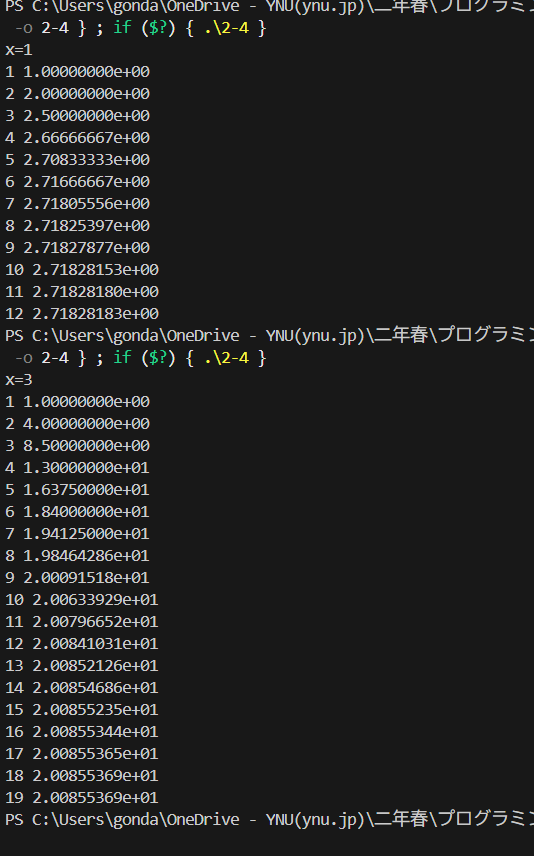 PS C:\Users\gonda\OneDrive - YNU(ynu.jp)\二年春\プログラミン
 -o 2-4 } ; if ($?) { .\2-4 }
x=1
1 1.00000000e+00
2 2.00000000e+00
3 2.50000000e+00
4 2.66666667e+00
5 2.70833333e+00
6 2.71666667e+00
7 2.71805556e+00
8 2.71825397e+00
9 2.71827877e+00
10 2.71828153e+00
11 2.71828180e+00
12 2.71828183e+00
PS C:\Users\gonda\OneDrive - YNU(ynu.jp)\二年春\プログラミン
 -o 2-4 } ; if ($?) { .\2-4 }
x=3
1 1.00000000e+00
2 4.00000000e+00
3 8.50000000e+00
4 1.30000000e+01
5 1.63750000e+01
6 1.84000000e+01
7 1.94125000e+01
8 1.98464286e+01
9 2.00091518e+01
10 2.00633929e+01
11 2.00796652e+01
12 2.00841031e+01
13 2.00852126e+01
14 2.00854686e+01
15 2.00855235e+01
16 2.00855344e+01
17 2.00855365e+01
18 2.00855369e+01
19 2.00855369e+01
PS C:\Users\gonda\OneDrive - YNU(ynu.jp)\二年春\プログラミン